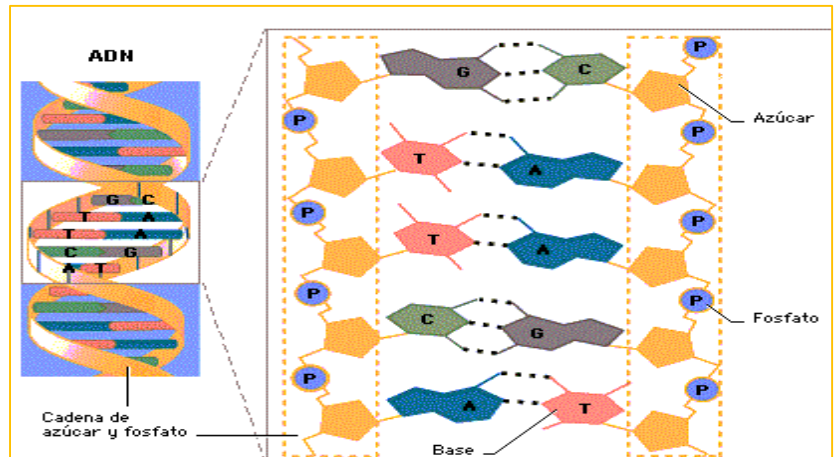 ADN
G C
T A
T A
C G
A T
Cadena de
azúcar y fosfato
P
G C
Azúcar
P P
T A
P P
T A
P P
Fosfato
C G
P P
A T
Base